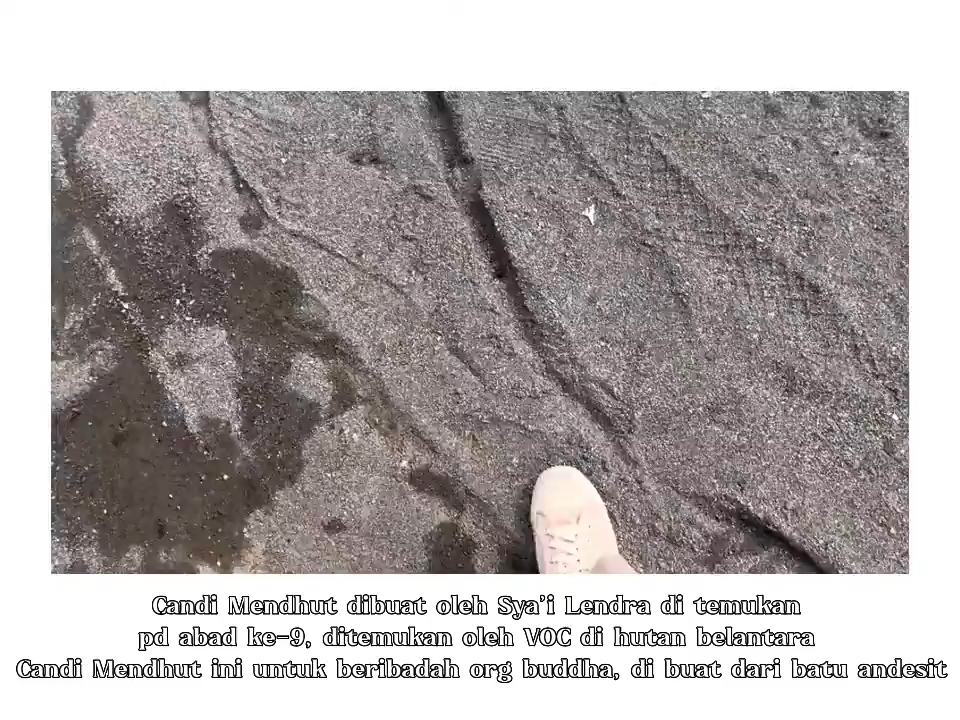 Candi Mendhut dibuat oleh Sya'i Lendra di temukan
pd abad ke-9, ditemukan oleh VOC di hutan belantara
Candi Mendhut ini untuk beribadah org buddha, di buat dari batu andesit